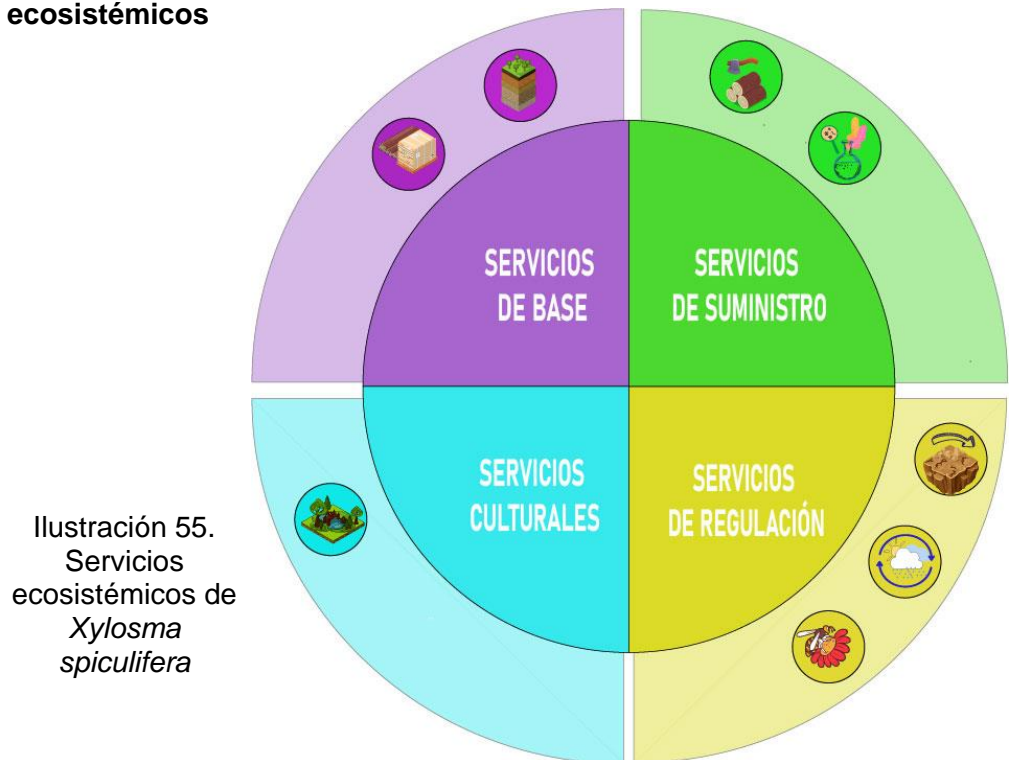 ecosistémicos
SERVICIOS
DE BASE
SERVICIOS
DE SUMINISTRO
SERVICIOS
CULTURALES
SERVICIOS
DE REGULACIÓN
Ilustración 55.
Servicios
ecosistémicos de
Xylosma
spiculifera